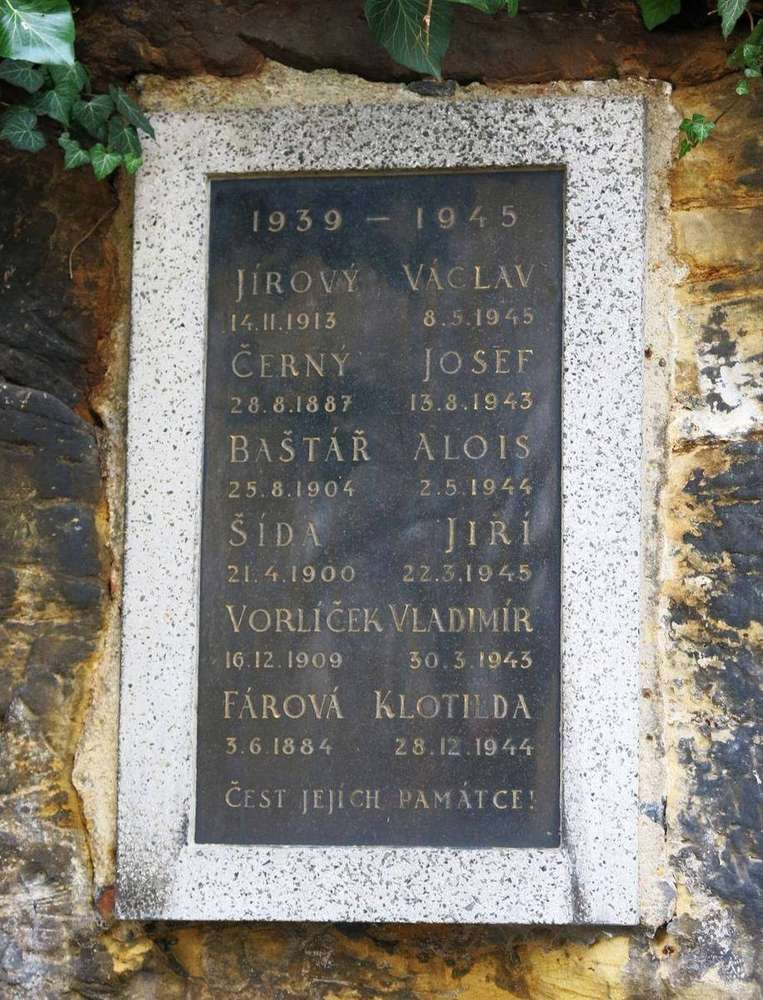 1939 – 1945
JÍROVÝ VÁCLAV
14.11.1913 8.5.1945
ČERNÝ JOSEF
28.8.1887 13.8.1943
BAŠTÁŘ ALOIS
25.8.1904 2.5.1944
ŠÍDA JIŘÍ
21.4.1900 22.3.1945
VORLÍČEK VLADIMÍR
16.12.1909 30.3.1943
FÁROVÁ KLOTILDA
3.6.1884 28.12.1944
ČEST JEJÍCH PAMÁTCE!